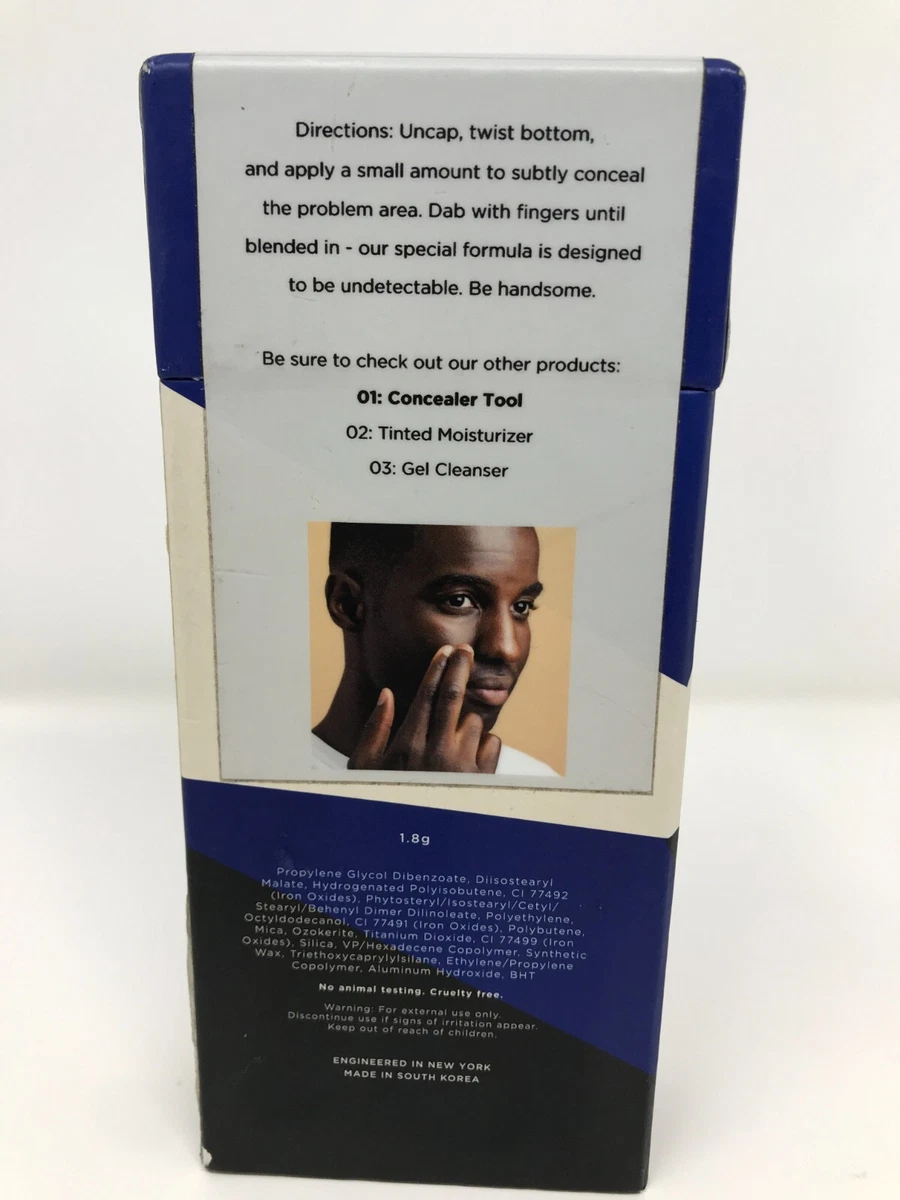 Directions: Uncap, twist bottom,
and apply a small amount to subtly conceal
the problem area. Dab with fingers until
blended in - our special formula is designed
to be undetectable. Be handsome.
Be sure to check out our other products:
01: Concealer Tool
02: Tinted Moisturizer
03: Gel Cleanser
1.8g
Propylene Glycol Dibenzoate, Diisostearyl
Malate, Hydrogenated Polyisobutene, CI 77492
(Iron Oxides), Phytosteryl/Isostearyl/Cetyl/
Stearyl/Behenyl Dimer Dilinoleate, Polyethylene,
Octyldodecanol, CI 77491 (Iron Oxides), Polybutene,
Mica, Ozokerite, Titanium Dioxide, CI 77499 (Iron
Oxides), Silica, VP/Hexadecene Copolymer, Synthetic
Wax, Triethoxycaprylylsilane, Ethylene/Propylene
Copolymer, Aluminum Hydroxide, BHT
No animal testing. Cruelty free.
Warning: For external use only.
Discontinue use if signs of irritation appear.
Keep out of reach of children.
ENGINEERED IN NEW YORK
MADE IN SOUTH KOREA